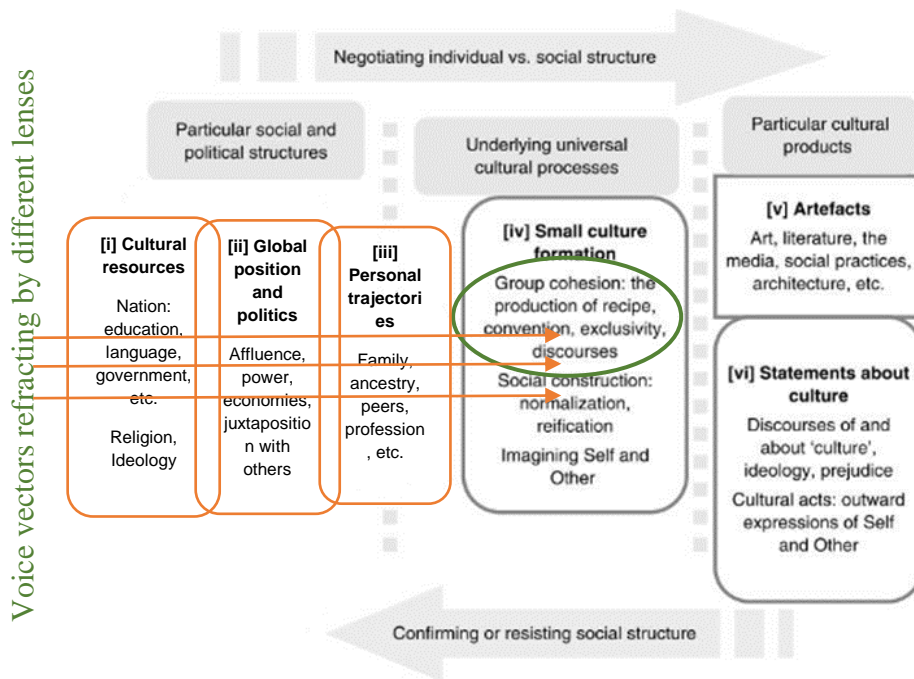 Voice vectors refracting by different lenses
Negotiating individual vs. social structure
Particular social and
political structures
Underlying universal
cultural processes
Particular cultural
products
[i] Cultural
resources
Nation:
education,
language,
government,
etc.
Religion,
Ideology
[ii] Global
position
and
politics
Affluence,
power,
economies,
juxtapositio
n with
others
[iii]
Personal
trajectori
es
Family,
ancestry,
peers,
profession
, etc.
[iv] Small culture
formation
Group cohesion: the
production of recipe,
convention, exclusivity,
discourses
Social construction:
normalization,
reification
Imagining Self and
Other
[v] Artefacts
Art, literature, the
media, social practices,
architecture, etc.
[vi] Statements about
culture
Discourses of and
about ‘culture’,
ideology, prejudice
Cultural acts: outward
expressions of Self
and Other
Confirming or resisting social structure